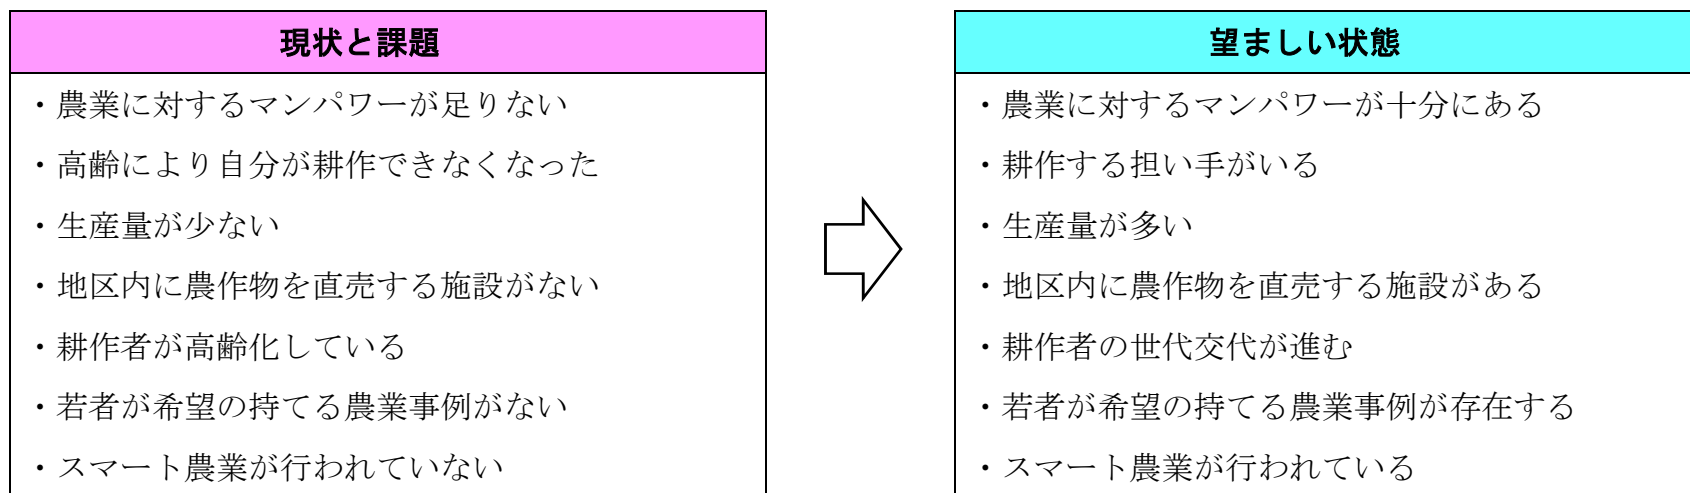 現状と課題
・農業に対するマンパワーが足りない
・高齢により自分が耕作できなくなった
・生産量が少ない
・地区内に農作物を直売する施設がない
・耕作者が高齢化している
・若者が希望の持てる農業事例がない
・スマート農業が行われていない
望ましい状態
・農業に対するマンパワーが十分にある
・耕作する担い手がいる
・生産量が多い
・地区内に農作物を直売する施設がある
・耕作者の世代交代が進む
・若者が希望の持てる農業事例が存在する
・スマート農業が行われている